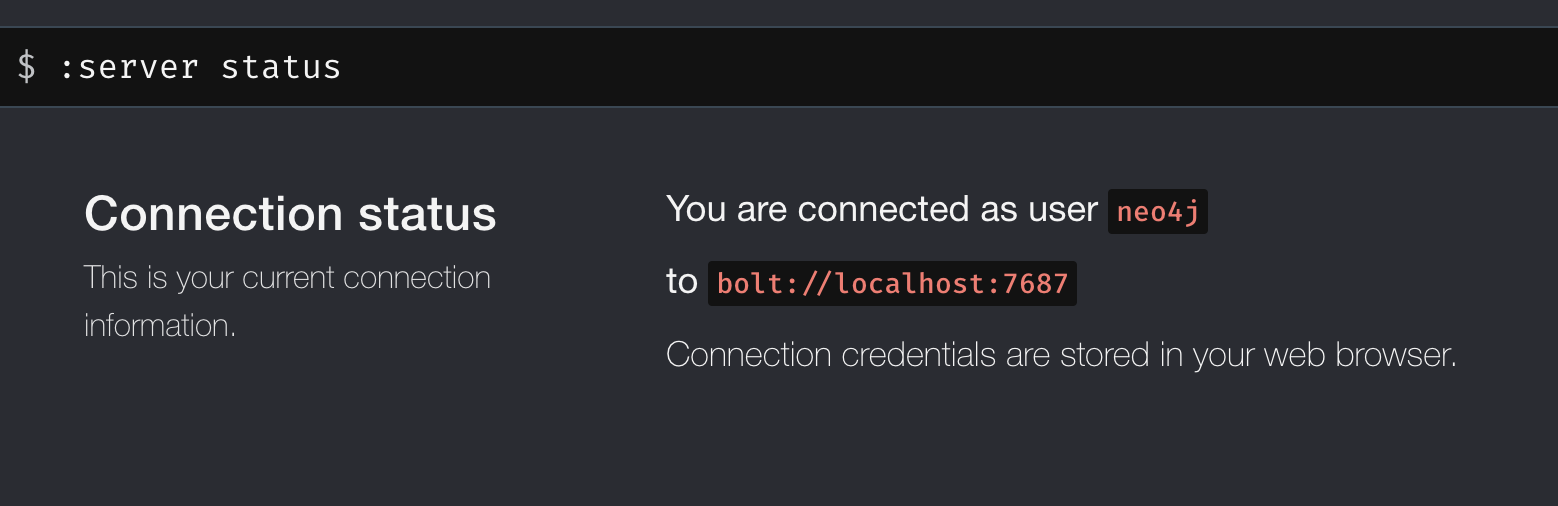 $ :server status
Connection status
This is your current connection
information.
You are connected as user neo4j
to bolt://localhost:7687
Connection credentials are stored in your web browser.